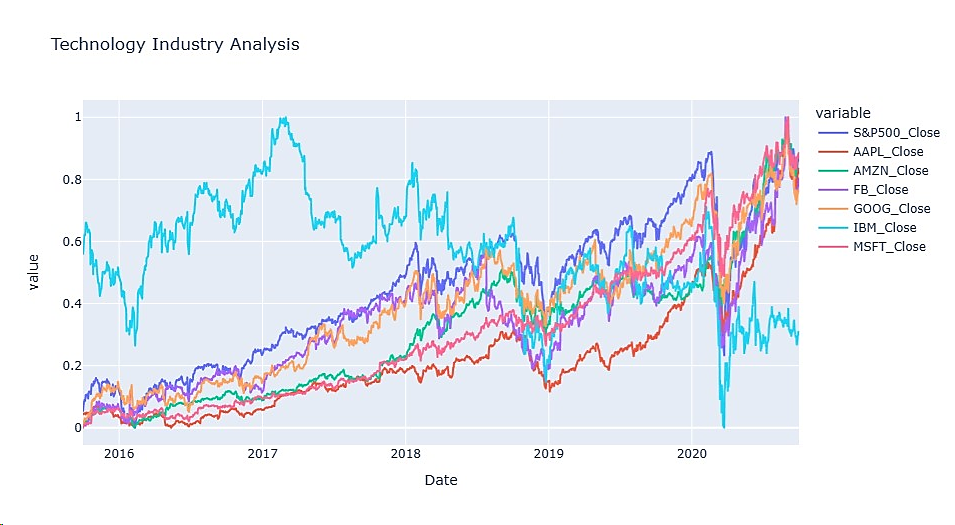 Technology Industry Analysis
variable
S&P500_Close
AAPL_Close
AMZN_Close
FB_Close
GOOG_Close
IBM_Close
MSFT_Close
value
1
0.8
0.6
0.4
0.2
0
2016 2017 2018 2019 2020
Date